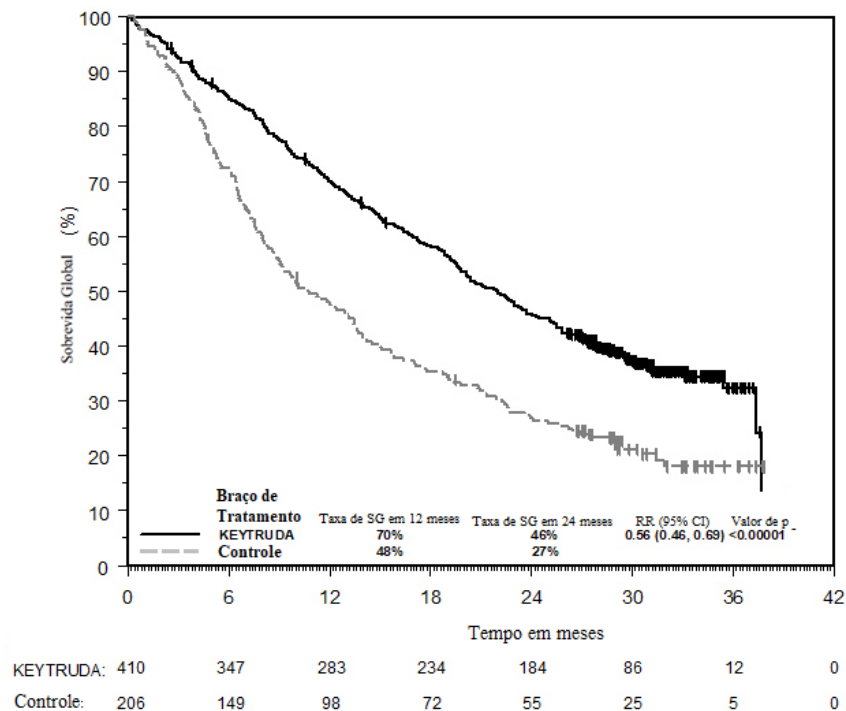 100
90
80
70
60
50
40
30
20
10
0
Sobrevida Global (%)
Braço de
Tratamento Taxa de SG em 12 meses Taxa de SG em 24 meses RR (95% CI) Valor de p
KEYTRUDA 70% 46% 0.56 (0.46, 0.69) <0.00001
Controle 48% 27%
0 6 12 18 24 30 36 42
Tempo em meses
KEYTRUDA: 410 347 283 234 184 86 12 0
Controle: 206 149 98 72 55 25 5 0